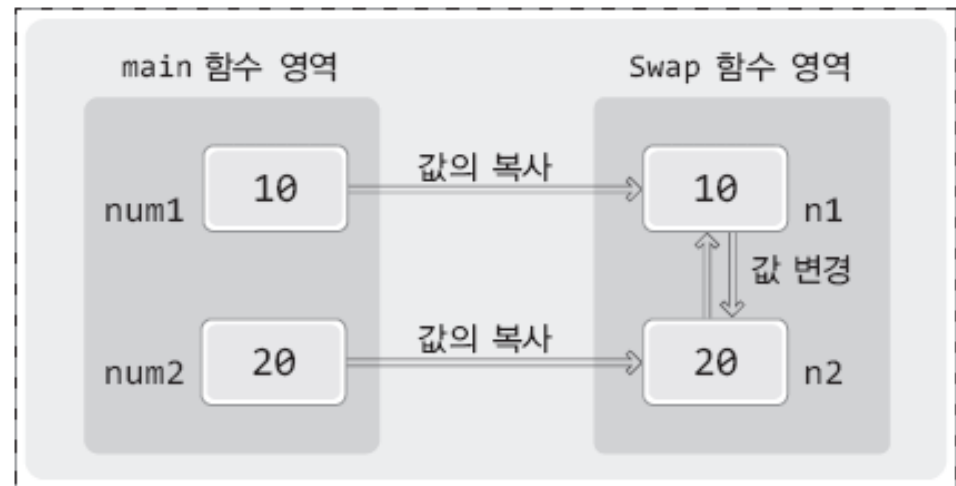 main 함수 영역
Swap 함수 영역
값의 복사
10
10
num1
n1
값 변경
값의 복사
20
20
num2
n2